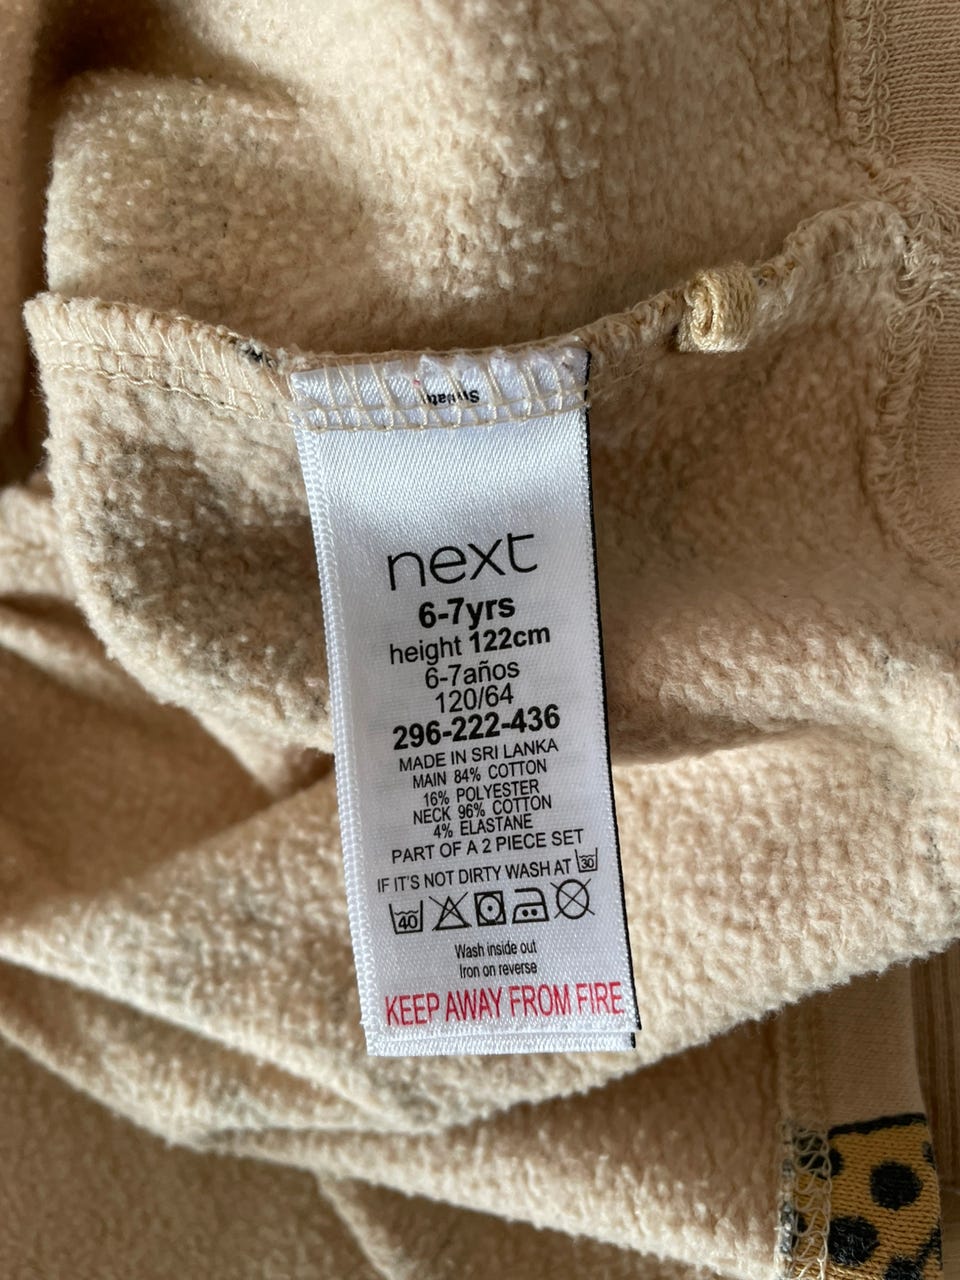 next
6-7yrs
height 122cm
6-7años
120/64
296-222-436
MADE IN SRI LANKA
MAIN 84% COTTON
16% POLYESTER
NECK 96% COTTON
4% ELASTANE
PART OF A 2 PIECE SET
IF IT'S NOT DIRTY WASH AT 30
40
Wash inside out
Iron on reverse
KEEP AWAY FROM FIRE